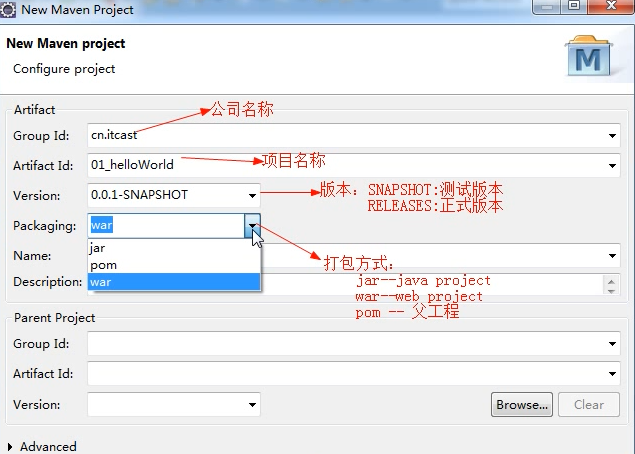 New Maven Project
New Maven project
Configure project
M
Artifact
公司名称
Group Id: cn.itcast
Artifact Id: 01_helloWorld
项目名称
Version: 0.0.1-SNAPSHOT
版本: SNAPSHOT:测试版本
RELEASES:正式版本
Packaging: war
jar
pom
war
Name:
Description:
打包方式:
jar--java project
war--web project
pom -- 父工程
Parent Project
Group Id:
Artifact Id:
Version:
Browse... Clear
Advanced